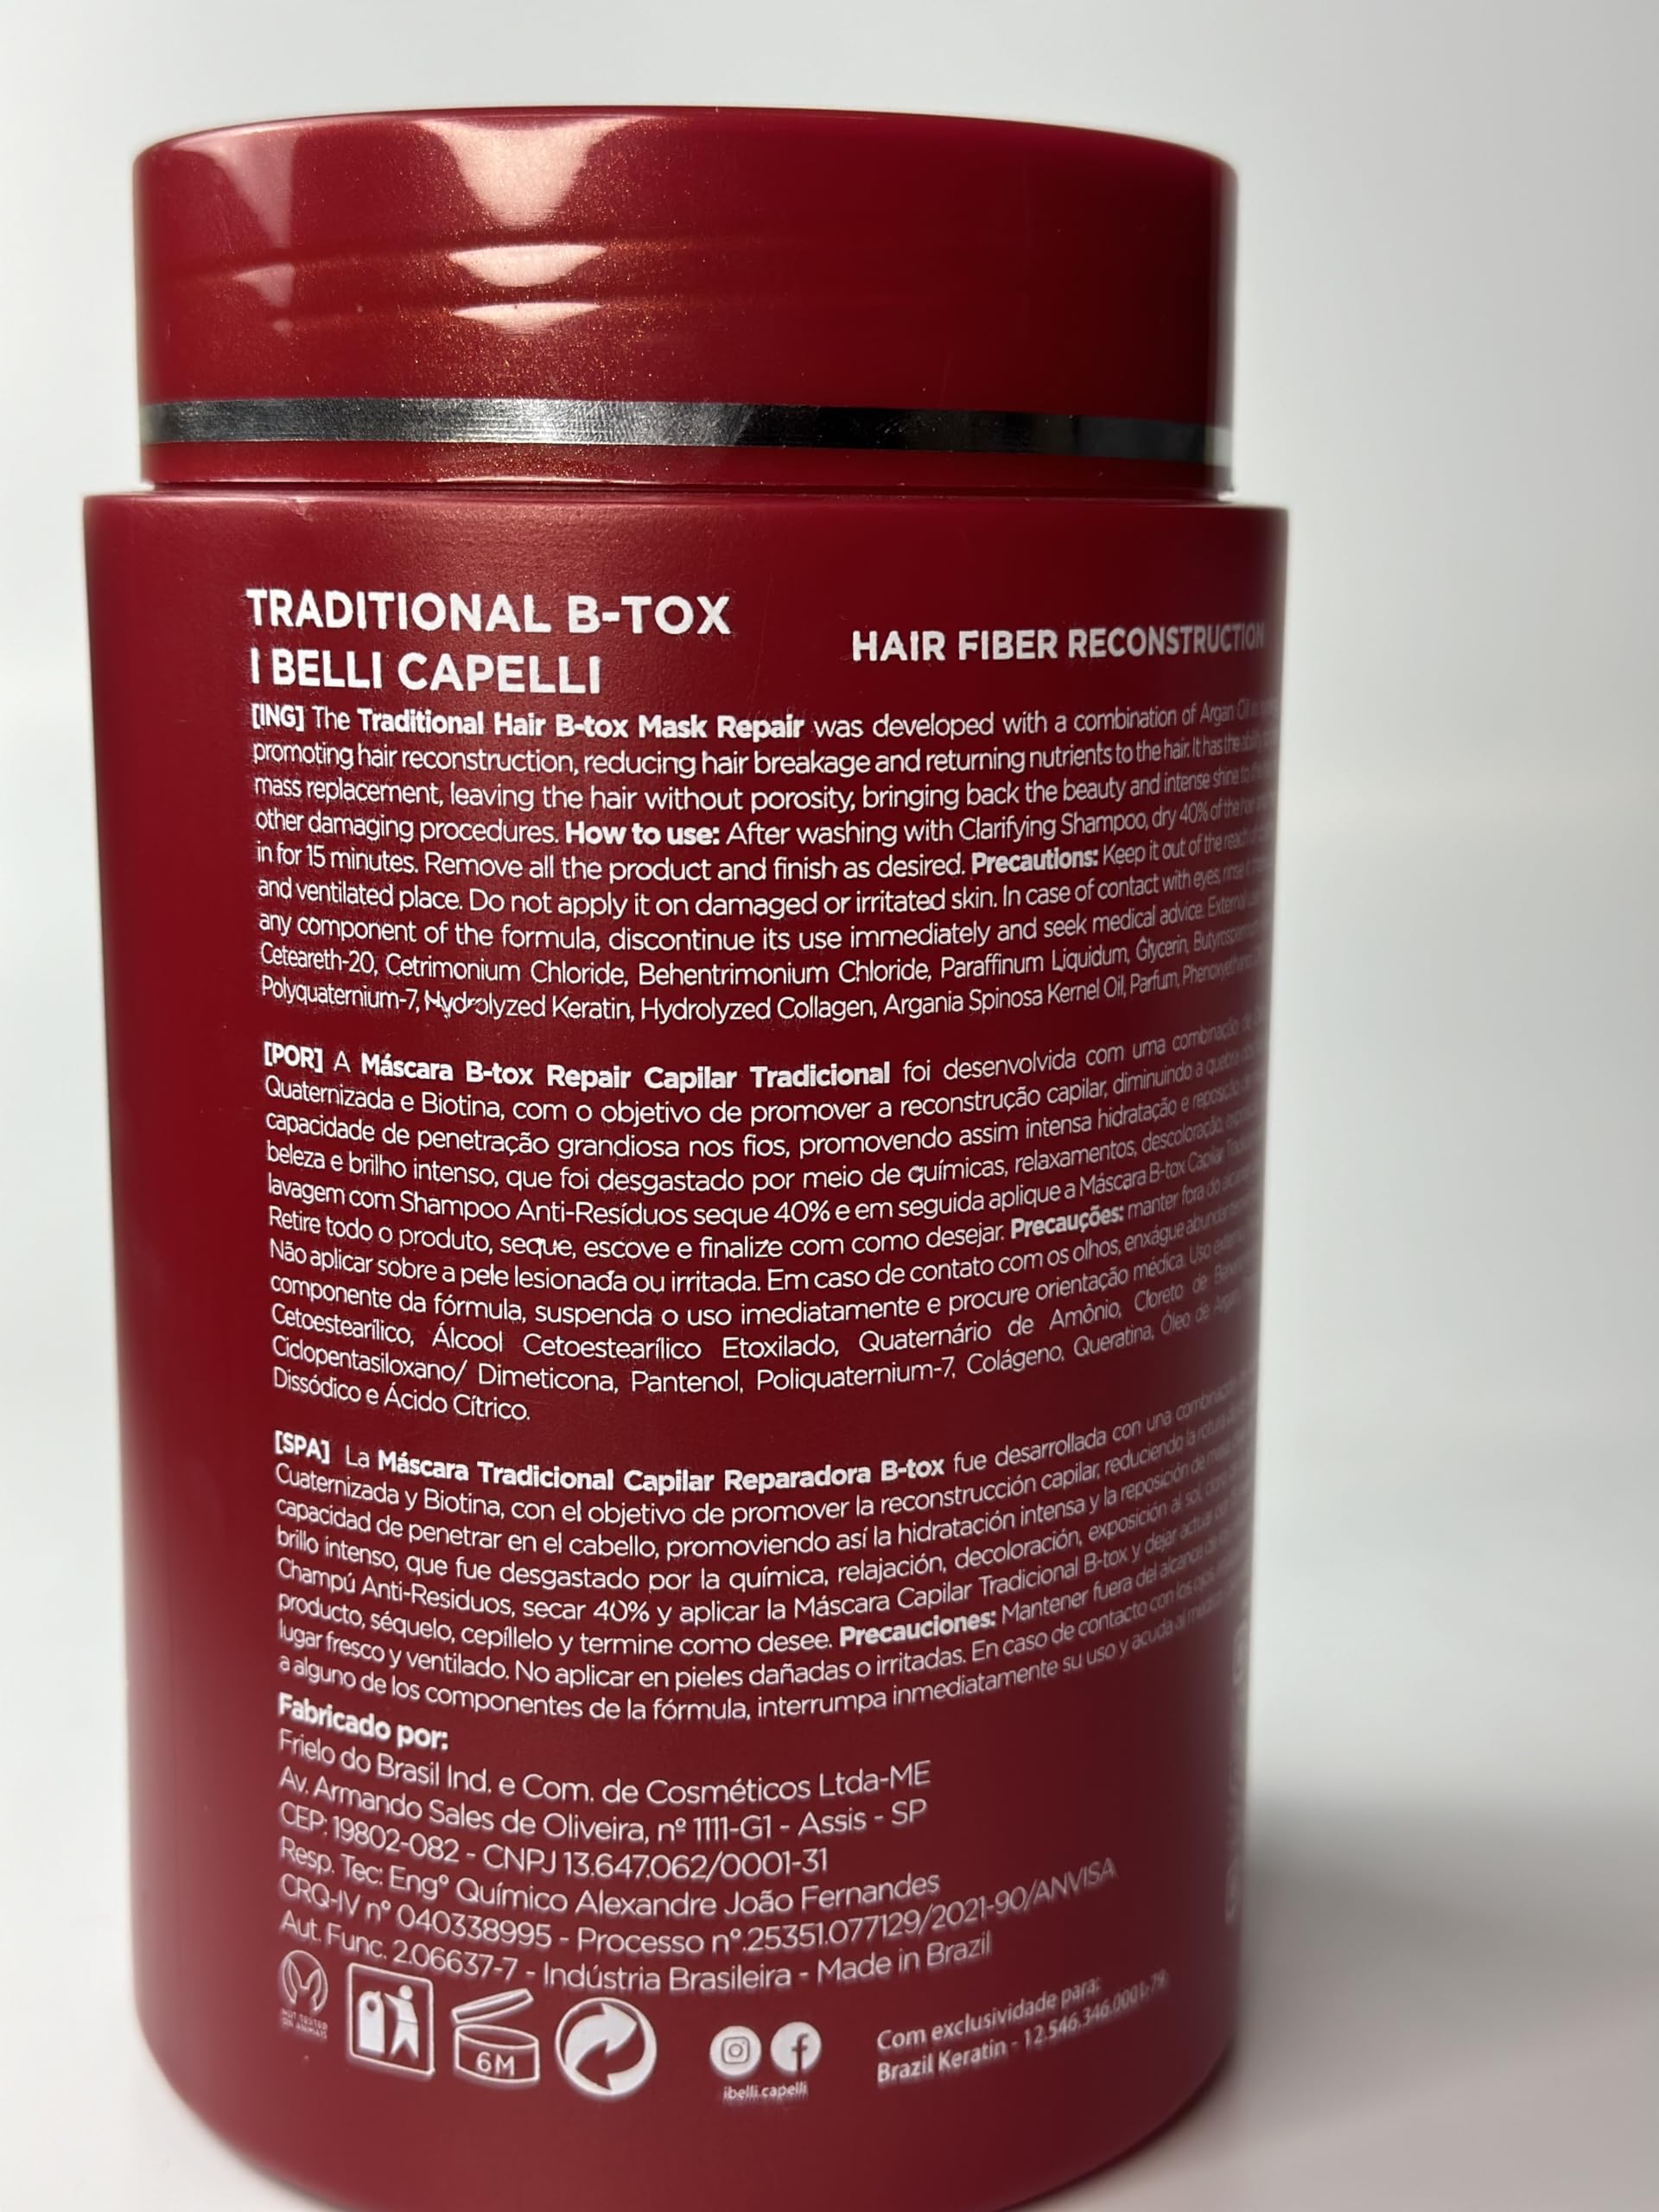 TRADITIONAL B-TOX
I BELLI CAPELLI
HAIR FIBER RECONSTRUCTION
[ING] The Traditional Hair B-tox Mask Repair was developed with a combination of Argan Oil
promoting hair reconstruction, reducing hair breakage and returning nutrients to the hair. It has the
mass replacement, leaving the hair without porosity, bringing back the beauty and intense shine to
other damaging procedures. How to use: After washing with Clarifying Shampoo, dry 40% of the hair
in for 15 minutes. Remove all the product and finish as desired. Precautions: Keep it out of the reach
and ventilated place. Do not apply it on damaged or irritated skin. In case of contact with eyes, rinse
any component of the formula, discontinue its use immediately and seek medical advice. External
Ceteareth-20, Cetrimonium Chloride, Behentrimonium Chloride, Paraffinum Liquidum, Glycerin,
Polyquaternium-7, Hydrolyzed Keratin, Hydrolyzed Collagen, Argania Spinosa Kernel Oil, Parfum,
[POR] A Máscara B-tox Repair Capilar Tradicional foi desenvolvida com uma combinação de
Quaternizada e Biotina, com o objetivo de promover a reconstrução capilar, diminuindo a quebra
capacidade de penetração grandiosa nos fios, promovendo assim intensa hidratação e reposição
beleza e brilho intenso, que foi desgastado por meio de químicas, relaxamentos, descoloração,
lavagem com Shampoo Anti-Resíduos seque 40% e em seguida aplique a Máscara B-tox Capilar
Retire todo o produto, seque, escove e finalize com como desejar. Precauções: manter fora do
Não aplicar sobre a pele lesionada ou irritada. Em caso de contato com os olhos, enxágue
componente da fórmula, suspenda o uso imediatamente e procure orientação médica. Uso
Cetoestearílico, Álcool Cetoestearílico Etoxilado, Quaternário de Amônio, Cloreto de
Ciclopentasiloxano/ Dimeticona, Pantenol, Poliquaternium-7, Colágeno, Queratina, Óleo de
Dissódico e Ácido Cítrico.
[SPA] La Máscara Tradicional Capilar Reparadora B-tox fue desarrollada con una
Cuaternizada y Biotina, con el objetivo de promover la reconstrucción capilar, reduciendo la
capacidad de penetrar en el cabello, promoviendo así la hidratación intensa y la reposición de
brillo intenso, que fue desgastado por la química, relajación, decoloración, exposición al sol,
Champú Anti-Residuos, secar 40% y aplicar la Máscara Capilar Tradicional B-tox y dejar
producto, séquelo, cepíllelo y termine como desee. Precauciones: Mantener fuera del alcance
lugar fresco y ventilado. No aplicar en pieles dañadas o irritadas. En caso de contacto con
a alguno de los componentes de la fórmula, interrumpa inmediatamente su uso y acuda al
Fabricado por:
Frielo do Brasil Ind. e Com. de Cosméticos Ltda-ME
Av. Armando Sales de Oliveira, nº 1111-G1 - Assis - SP
CEP: 19802-082 - CNPJ 13.647.062/0001-31
Resp. Tec: Engº Químico Alexandre João Fernandes
CRQ-IV nº 040338995 - Processo nº.25351.077129/2021-90/ANVISA
Aut. Func. 2.06637-7 - Indústria Brasileira - Made in Brazil
NOT TESTED
ON ANIMALS
6M
ibelli.capelli
Com exclusividade para:
Brazil Keratin - 12.546.346.0001-79